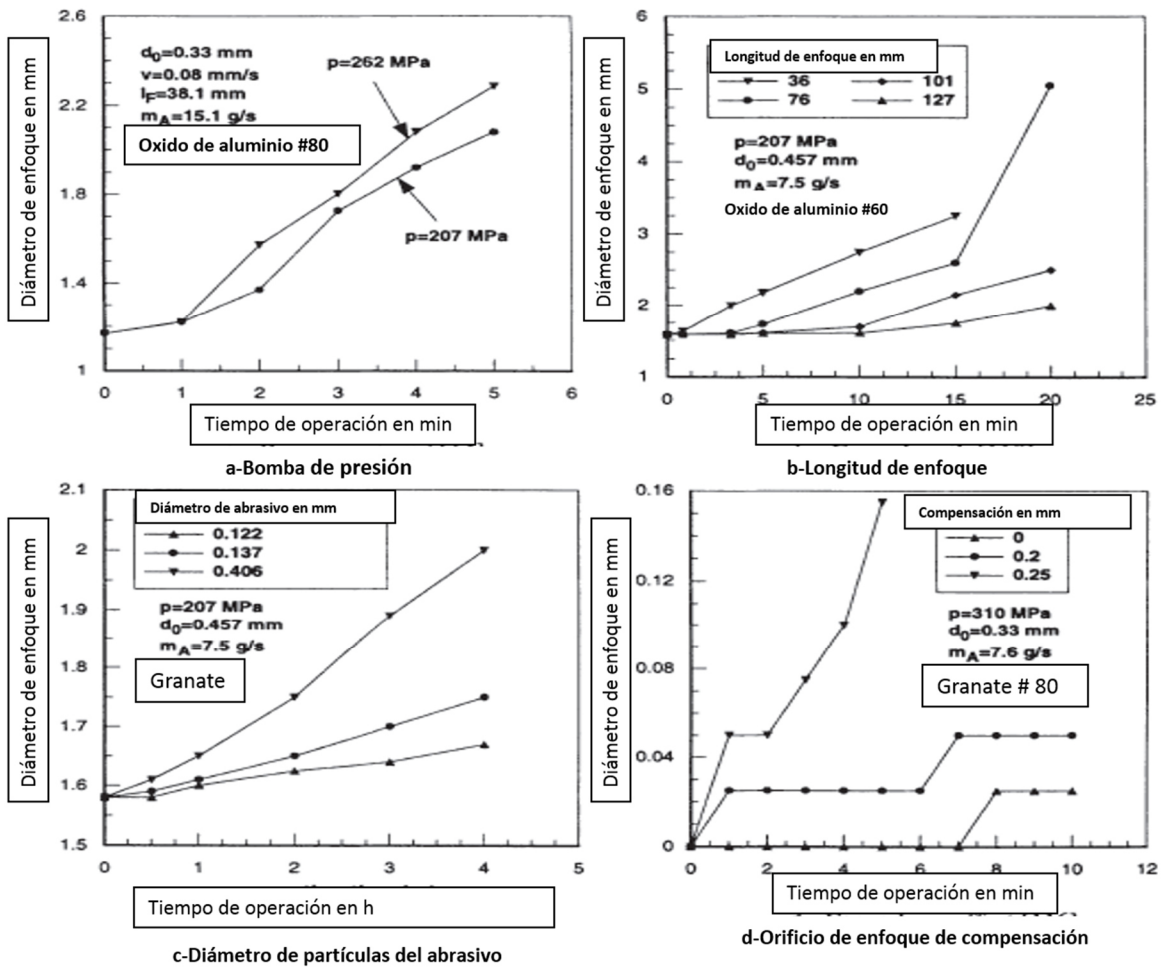 Diámetro de enfoque en mm
2.6
2.2
1.8
1.4
1
d0=0.33 mm
v=0.08 mm/s
lF=38.1 mm
mA=15.1 g/s
Oxido de aluminio #80
p=262 MPa
p=207 MPa
0 1 2 3 4 5 6
Tiempo de operación en min
a-Bomba de presión
Diámetro de enfoque en mm
6
5
4
3
2
1
Longitud de enfoque en mm
36 101
76 127
p=207 MPa
d0=0.457 mm
mA=7.5 g/s
Oxido de aluminio #60
0 5 10 15 20 25
Tiempo de operación en min
b-Longitud de enfoque
Diámetro de enfoque en mm
2.1
2
1.9
1.8
1.7
1.6
1.5
Diámetro de abrasivo en mm
0.122
0.137
0.406
p=207 MPa
d0=0.457 mm
mA=7.5 g/s
Granate
0 1 2 3 4 5
Tiempo de operación en h
c-Diámetro de partículas del abrasivo
Diámetro de enfoque en mm
0.16
0.12
0.08
0.04
0
Compensación en mm
0
0.2
0.25
p=310 MPa
d0=0.33 mm
mA=7.6 g/s
Granate # 80
0 2 4 6 8 10 12
Tiempo de operación en min
d-Orificio de enfoque de compensación